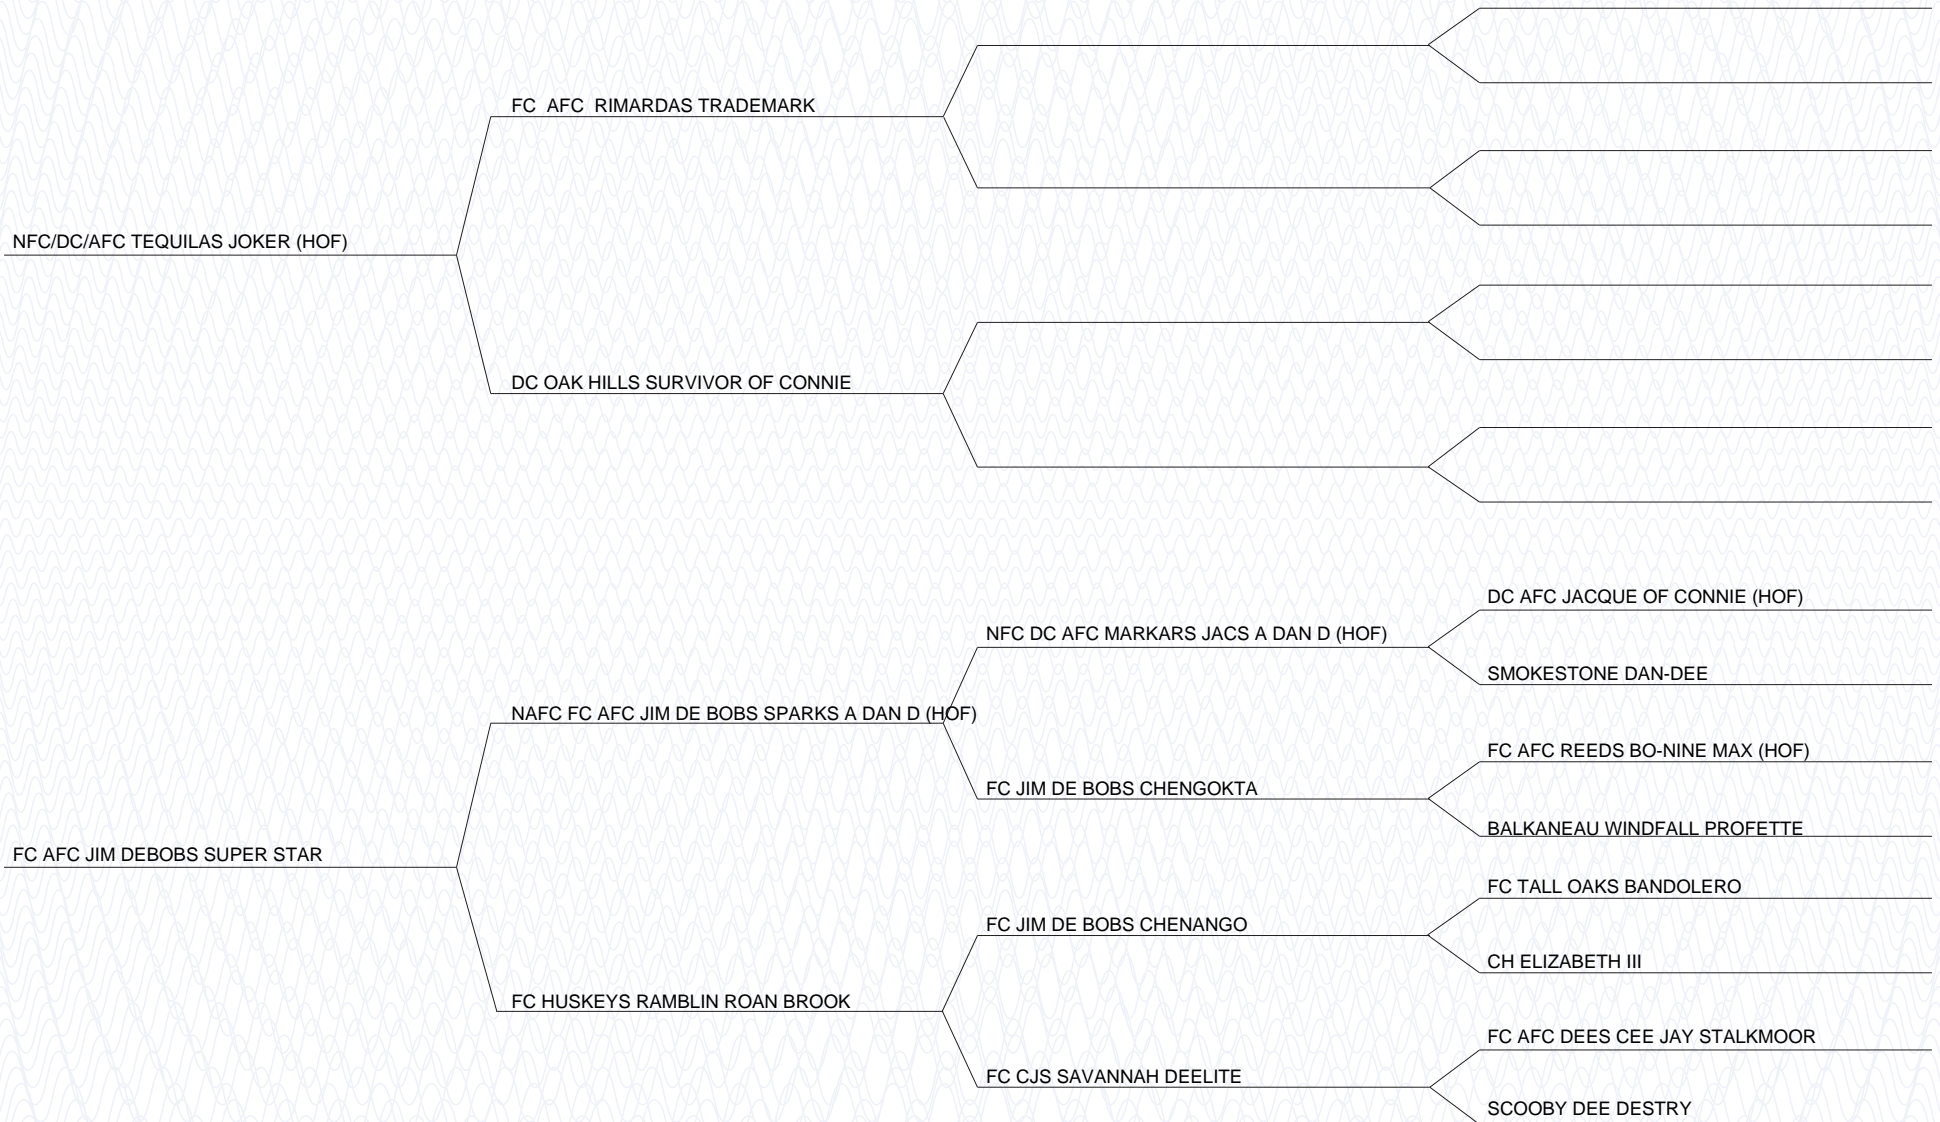 FC AFC RIMARDAS TRADEMARK
NFC/DC/AFC TEQUILAS JOKER (HOF)
DC OAK HILLS SURVIVOR OF CONNIE
DC AFC JACQUE OF CONNIE (HOF)
NFC DC AFC MARKARS JACS A DAN D (HOF)
SMOKESTONE DAN-DEE
NAFC FC AFC JIM DE BOBS SPARKS A DAN D (HOF)
FC AFC REEDS BO-NINE MAX (HOF)
FC JIM DE BOBS CHENGOKTA
BALKANEAU WINDFALL PROFETTE
FC AFC JIM DEBOBS SUPER STAR
FC TALL OAKS BANDOLERO
FC JIM DE BOBS CHENANGO
CH ELIZABETH III
FC HUSKEYS RAMBLIN ROAN BROOK
FC AFC DEES CEE JAY STALKMOOR
FC CJS SAVANNAH DEELITE
SCOOBY DEE DESTRY